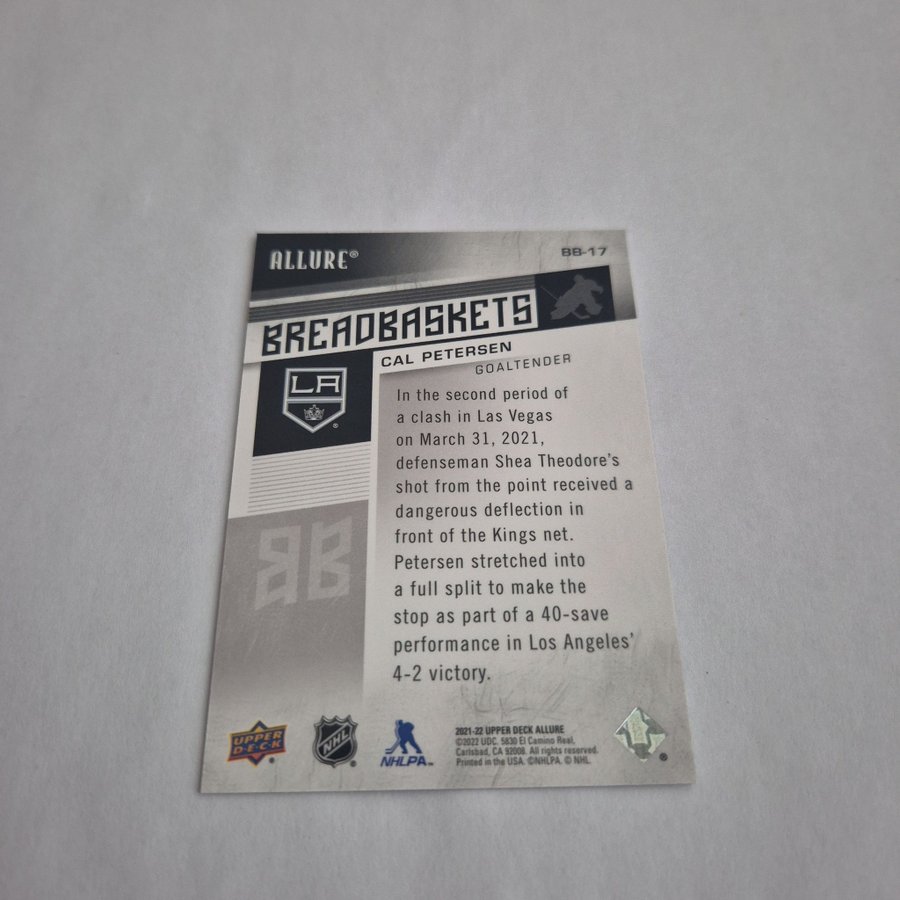 ALLURE®
BB-17
BREADBASKETS
CAL PETERSEN
GOALTENDER
LA
®
In the second period of
a clash in Las Vegas
on March 31, 2021,
defenseman Shea Theodore's
shot from the point received a
dangerous deflection in
front of the Kings net.
Petersen stretched into
a full split to make the
stop as part of a 40-save
performance in Los Angeles'
4-2 victory.
BB
UPPER
DECK
®
NHL
®
NHLPA™
2021-22 UPPER DECK ALLURE
©2022 UDC. 5830 El Camino Real,
Carlsbad, CA 92008. All rights reserved.
Printed in the USA. ©NHLPA. © NHL.
®